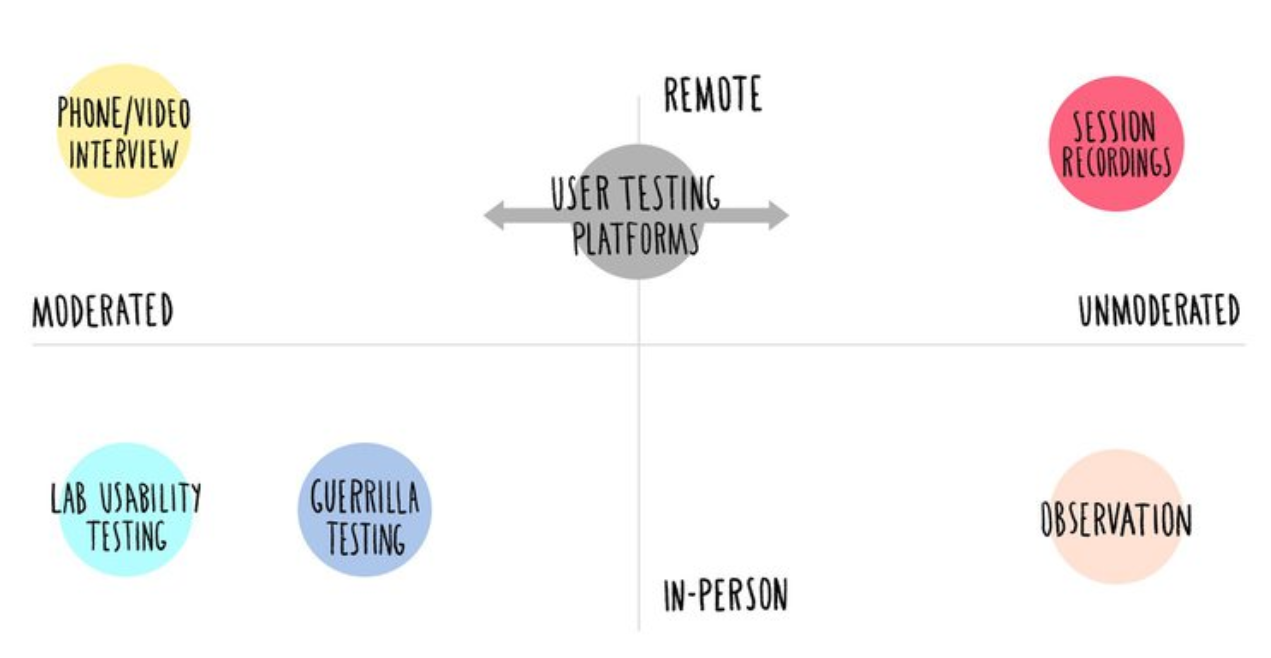 REMOTE
PHONE/VIDEO
INTERVIEW
SESSION
RECORDINGS
USER TESTING
PLATFORMS
MODERATED
UNMODERATED
LAB USABILITY
TESTING
GUERRILLA
TESTING
OBSERVATION
IN-PERSON